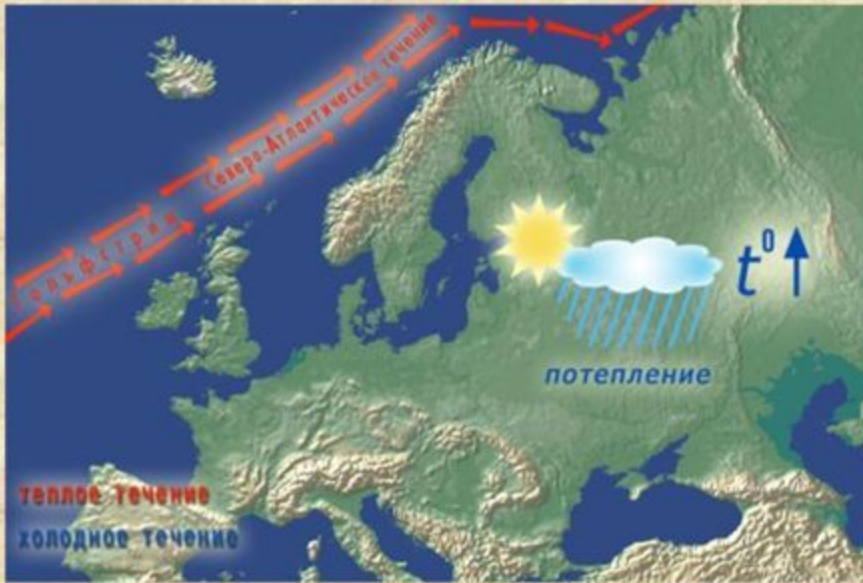 Северо-Атлантическое течение
Гольфстрим
t⁰
потепление
теплое течение
холодное течение